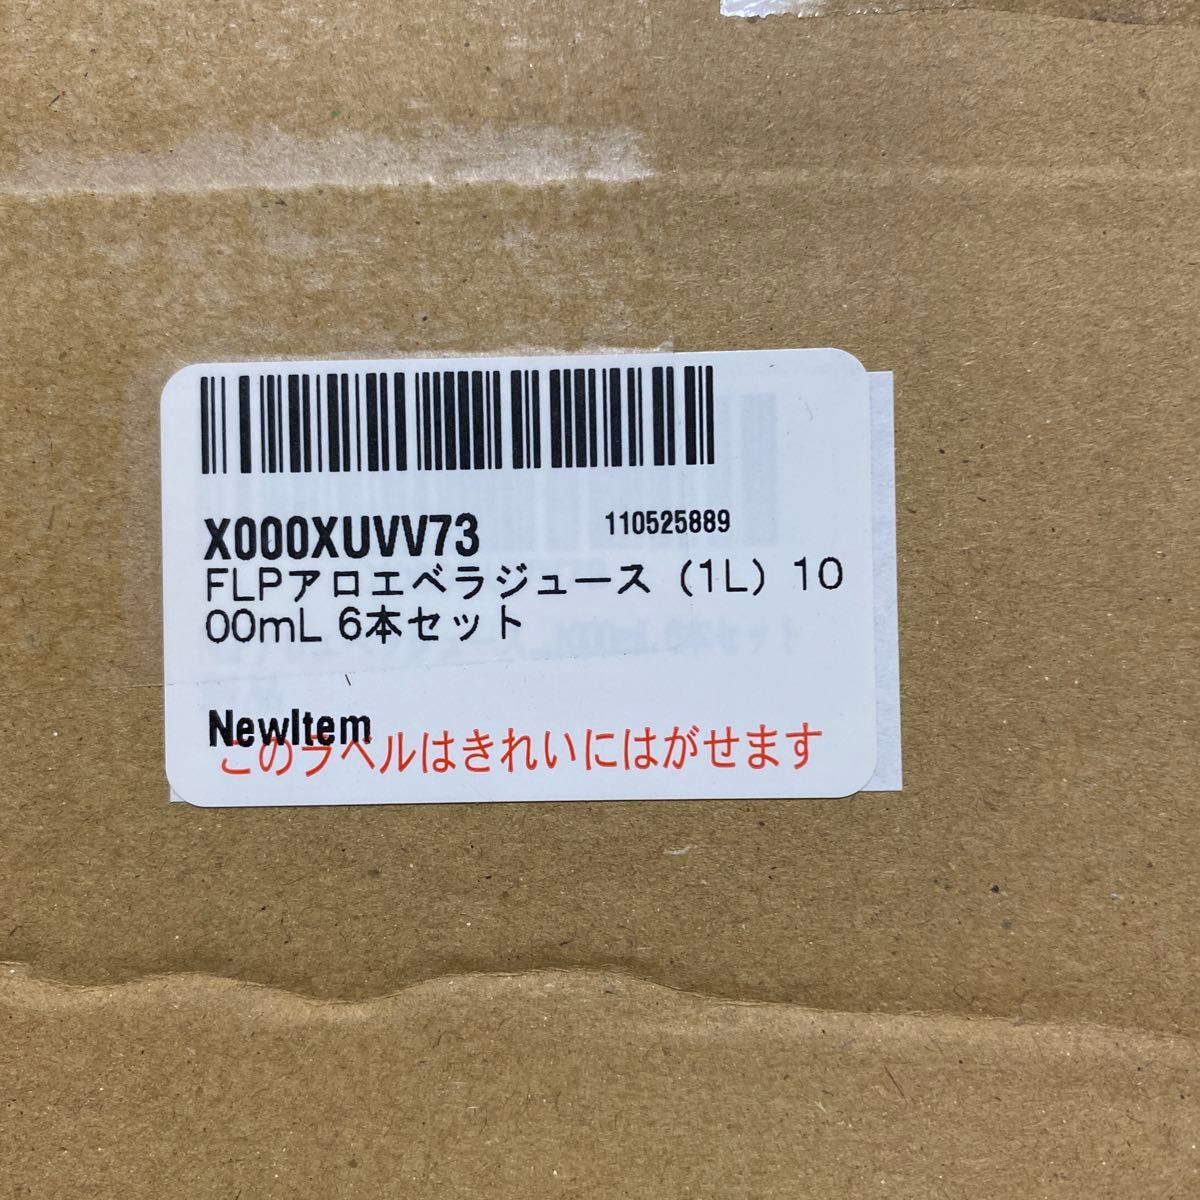 X000XUVV73 110525889
FLPアロエベラジュース（1L）10
00mL 6本セット
NewItem
このラベルはきれいにはがせます